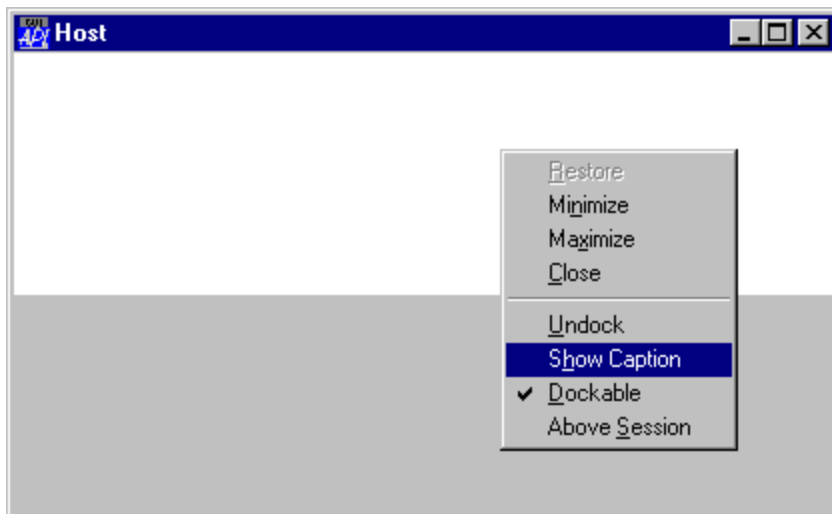 Host
Restore
Minimize
Maximize
Close
Undock
Show Caption
Dockable
Above Session